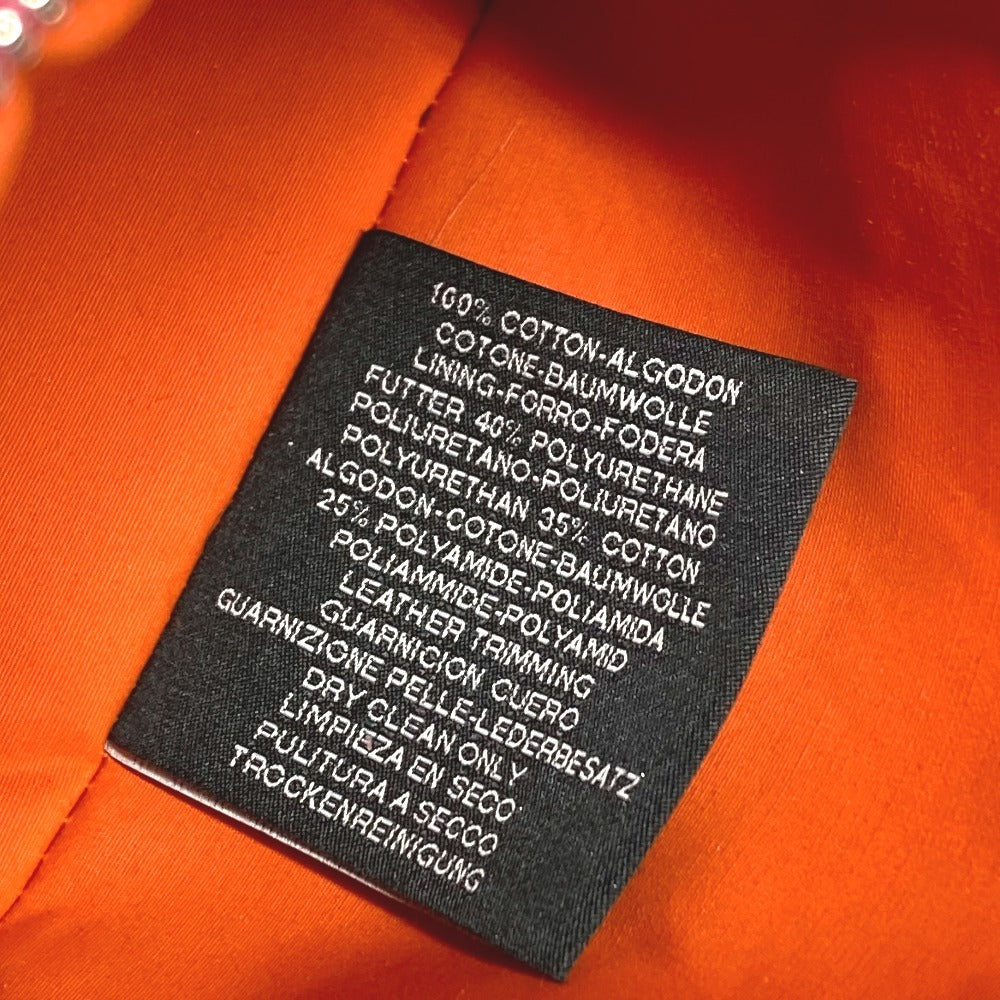 100% COTTON-ALGODON
COTONE-BAUMWOLLE
LINING-FORRO-FODERA
FUTTER 40% POLYURETHANE
POLIURETANO-POLIURETANO
POLYURETHAN 35% COTTON
ALGODON-COTONE-BAUMWOLLE
25% POLYAMIDE-POLIAMIDA
POLIAMMIDE-POLYAMID
LEATHER TRIMMING
GUARNICION CUERO
GUARNIZIONE PELLE-LEDERBESATZ
DRY CLEAN ONLY
LIMPIEZA EN SECO
PULITURA A SECCO
TROCKENREINIGUNG